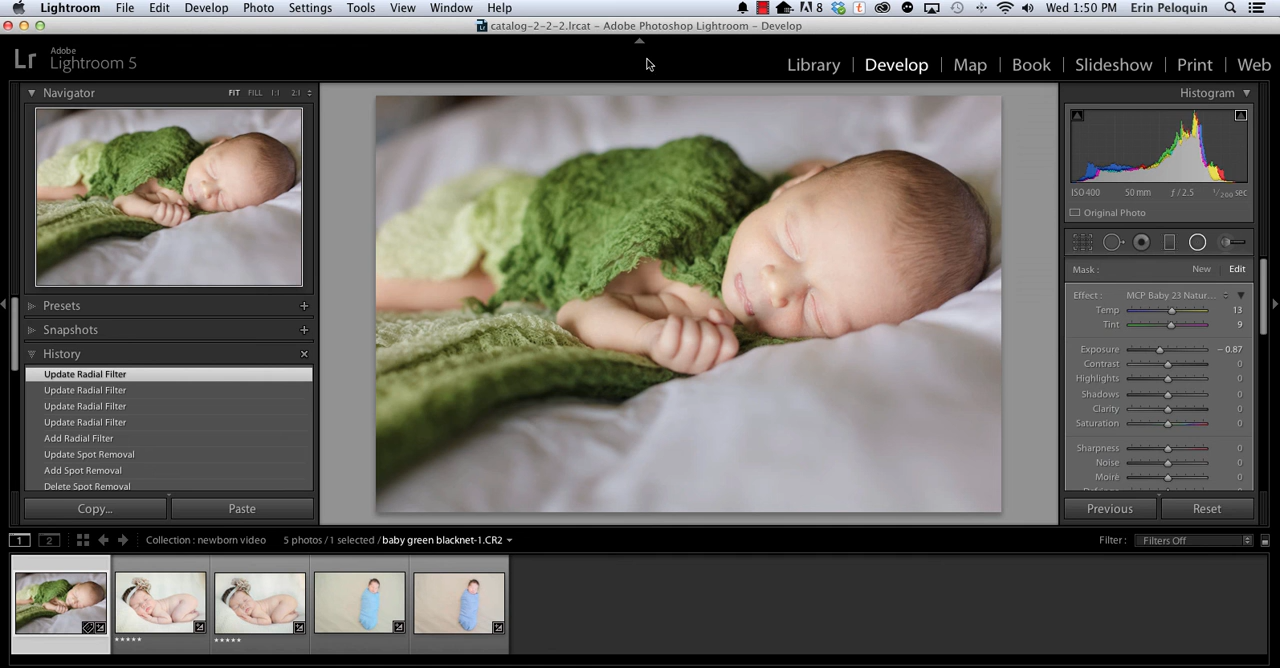 Lightroom File Edit Develop Photo Settings Tools View Window Help 8 Wed 1:50 PM Erin Peloquin
catalog-2-2-2.lrcat – Adobe Photoshop Lightroom – Develop
Lr Adobe
Lightroom 5
Library | Develop | Map | Book | Slideshow | Print | Web
Navigator FIT FILL 1:1 2:1
Histogram
ISO 400 50 mm ƒ / 2.5 1/200 sec
Original Photo
Mask : New Edit
Effect : MCP Baby 23 Natur...
Temp 13
Tint 9
Exposure – 0.87
Contrast 0
Highlights 0
Shadows 0
Clarity 0
Saturation 0
Sharpness 0
Noise 0
Moiré 0
Presets
Snapshots
History
Update Radial Filter
Update Radial Filter
Update Radial Filter
Update Radial Filter
Add Radial Filter
Update Spot Removal
Add Spot Removal
Delete Spot Removal
Copy... Paste
Previous Reset
1 2 Collection : newborn video 5 photos / 1 selected / baby green blacknet-1.CR2 Filter : Filters Off